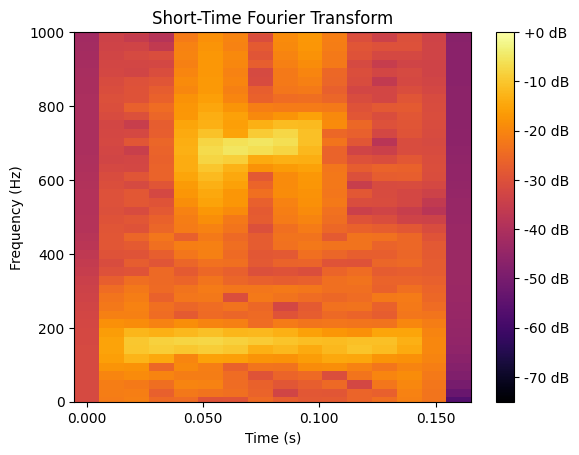 Short-Time Fourier Transform
1000
800
600
400
200
0
Frequency (Hz)
0.000
0.050
0.100
0.150
Time (s)
+0 dB
-10 dB
-20 dB
-30 dB
-40 dB
-50 dB
-60 dB
-70 dB